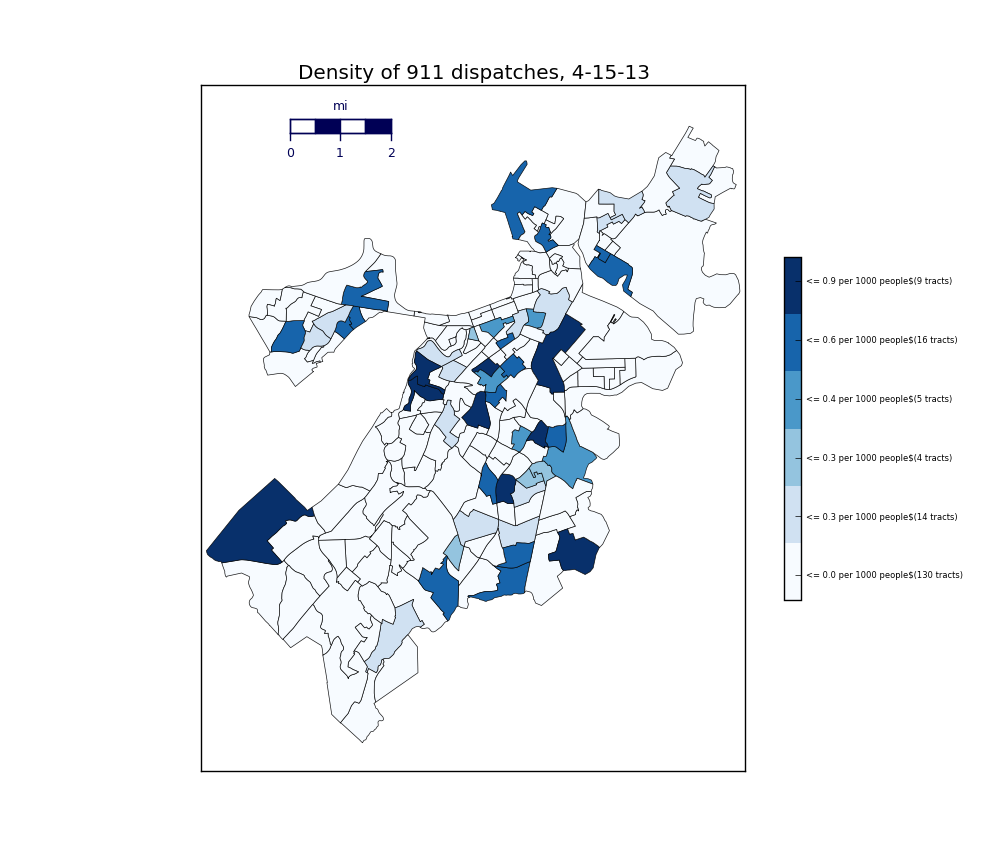 Density of 911 dispatches, 4-15-13
mi
0 1 2
<= 0.9 per 1000 people$(9 tracts)
<= 0.6 per 1000 people$(16 tracts)
<= 0.4 per 1000 people$(5 tracts)
<= 0.3 per 1000 people$(4 tracts)
<= 0.3 per 1000 people$(14 tracts)
<= 0.0 per 1000 people$(130 tracts)